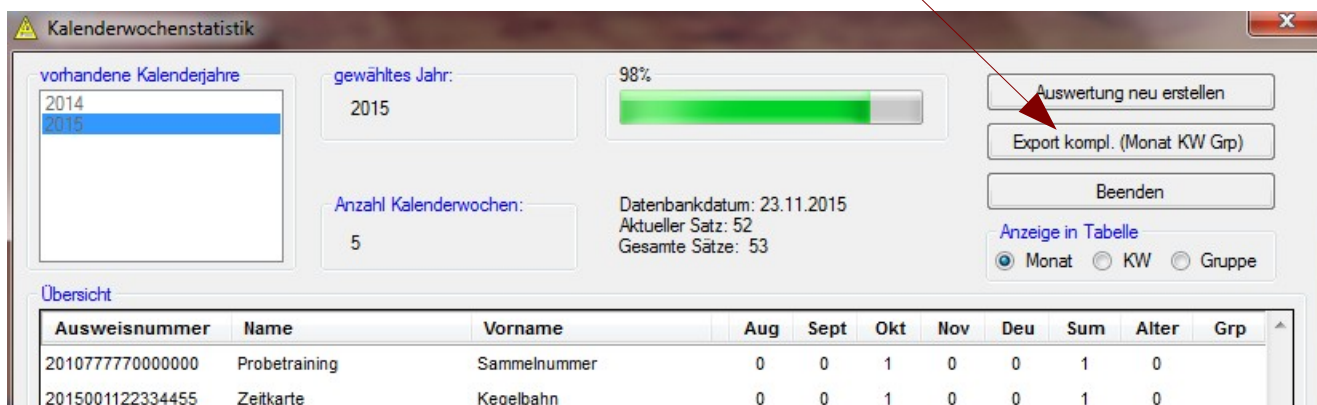 Kalenderwochenstatistik
vorhandene Kalenderjahre
2014
2015
gewähltes Jahr:
2015
98%
Auswertung neu erstellen
Export kompl. (Monat KW Grp)
Beenden
Anzahl Kalenderwochen:
5
Datenbankdatum: 23.11.2015
Aktueller Satz: 52
Gesamte Sätze: 53
Anzeige in Tabelle
Monat KW Gruppe
Übersicht
Ausweisnummer Name Vorname Aug Sept Okt Nov Deu Sum Alter Grp
2010777770000000 Probetraining Sammelnummer 0 0 1 0 0 1 0
2015001122334455 Zeitkarte Kegelbahn 0 0 1 0 0 1 0